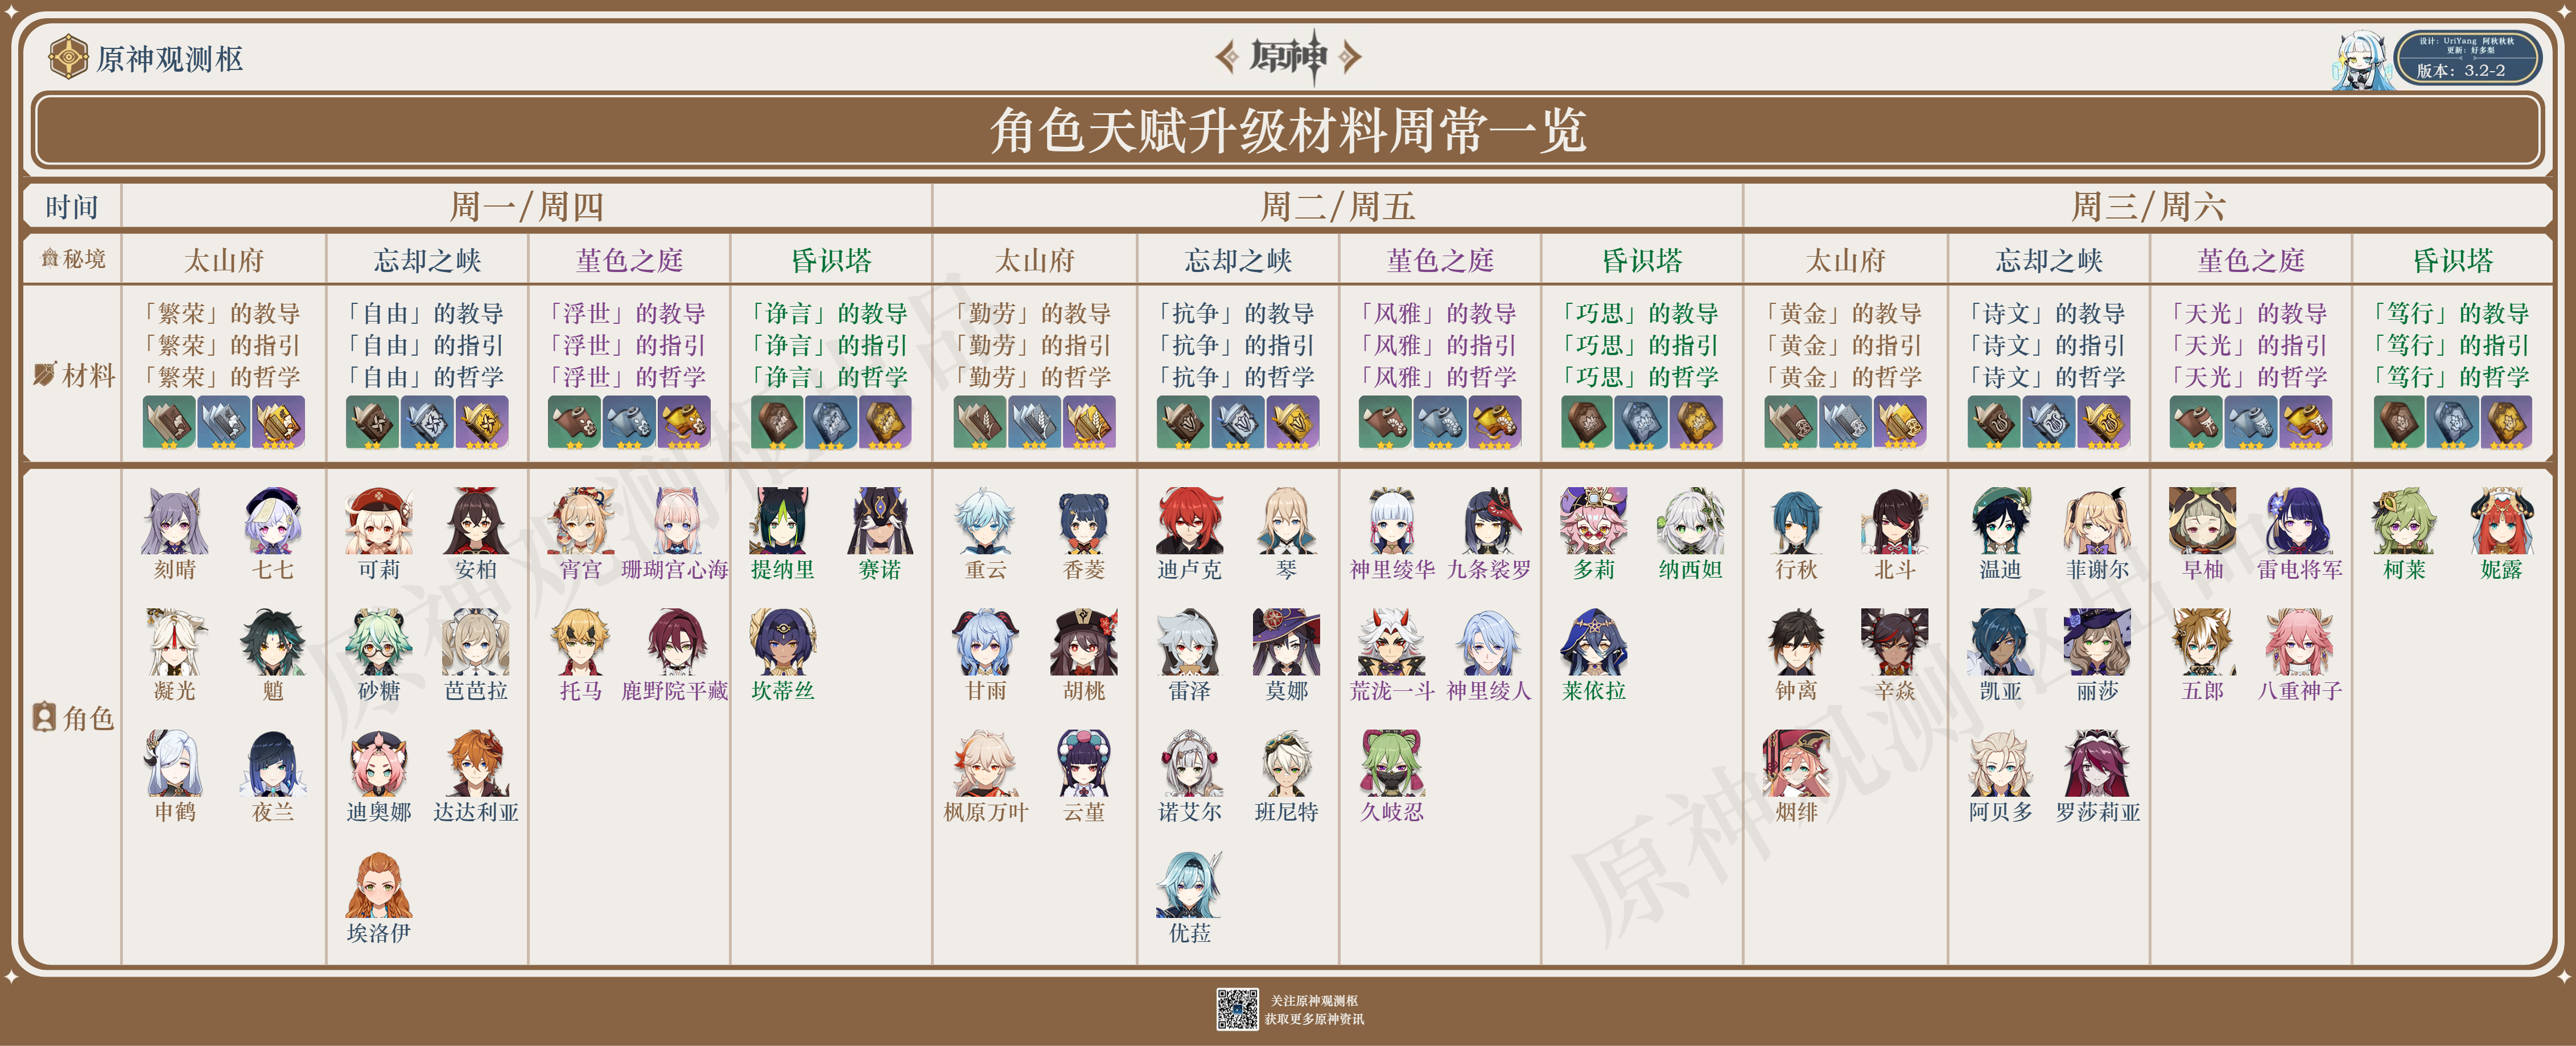 原神观测枢
原神
设计：UriYang 阿秋秋秋
更新：好多梨
版本：3.2-2
角色天赋升级材料周常一览
时间 周一/周四 周二/周五 周三/周六
秘境 太山府 忘却之峡 堇色之庭 昏识塔 太山府 忘却之峡 堇色之庭 昏识塔 太山府 忘却之峡 堇色之庭 昏识塔
「繁荣」的教导 「自由」的教导 「浮世」的教导 「诤言」的教导 「勤劳」的教导 「抗争」的教导 「风雅」的教导 「巧思」的教导 「黄金」的教导 「诗文」的教导 「天光」的教导 「笃行」的教导
「繁荣」的指引 「自由」的指引 「浮世」的指引 「诤言」的指引 「勤劳」的指引 「抗争」的指引 「风雅」的指引 「巧思」的指引 「黄金」的指引 「诗文」的指引 「天光」的指引 「笃行」的指引
材料 「繁荣」的哲学 「自由」的哲学 「浮世」的哲学 「诤言」的哲学 「勤劳」的哲学 「抗争」的哲学 「风雅」的哲学 「巧思」的哲学 「黄金」的哲学 「诗文」的哲学 「天光」的哲学 「笃行」的哲学
刻晴 七七 可莉 安柏 宵宫 珊瑚宫心海 提纳里 赛诺 重云 香菱 迪卢克 琴 神里绫华 九条裟罗 多莉 纳西妲 行秋 北斗 温迪 菲谢尔 早柚 雷电将军 柯莱 妮露
凝光 魈 砂糖 芭芭拉 托马 鹿野院平藏 坎蒂丝 甘雨 胡桃 雷泽 莫娜 荒泷一斗 神里绫人 莱依拉 钟离 辛焱 凯亚 丽莎 五郎 八重神子
角色
申鹤 夜兰 迪奥娜 达达利亚 枫原万叶 云堇 诺艾尔 班尼特 久岐忍 烟绯 阿贝多 罗莎莉亚
埃洛伊 优菈
关注原神观测枢
获取更多原神资讯